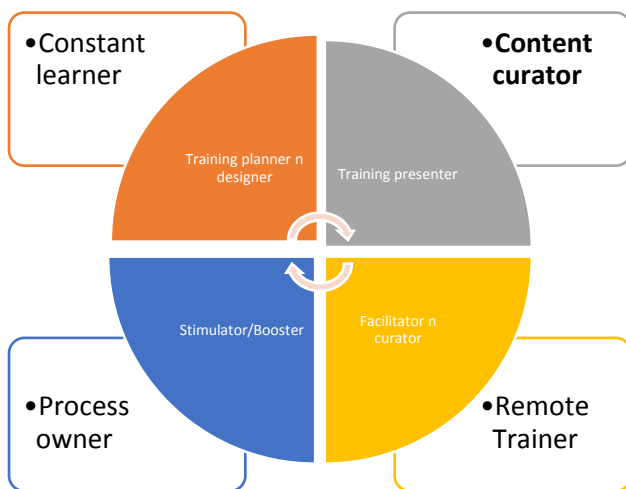 •Constant
learner
•Content
curator
Training planner n
designer
Training presenter
Stimulator/Booster
Facilitator n
curator
•Process
owner
•Remote
Trainer